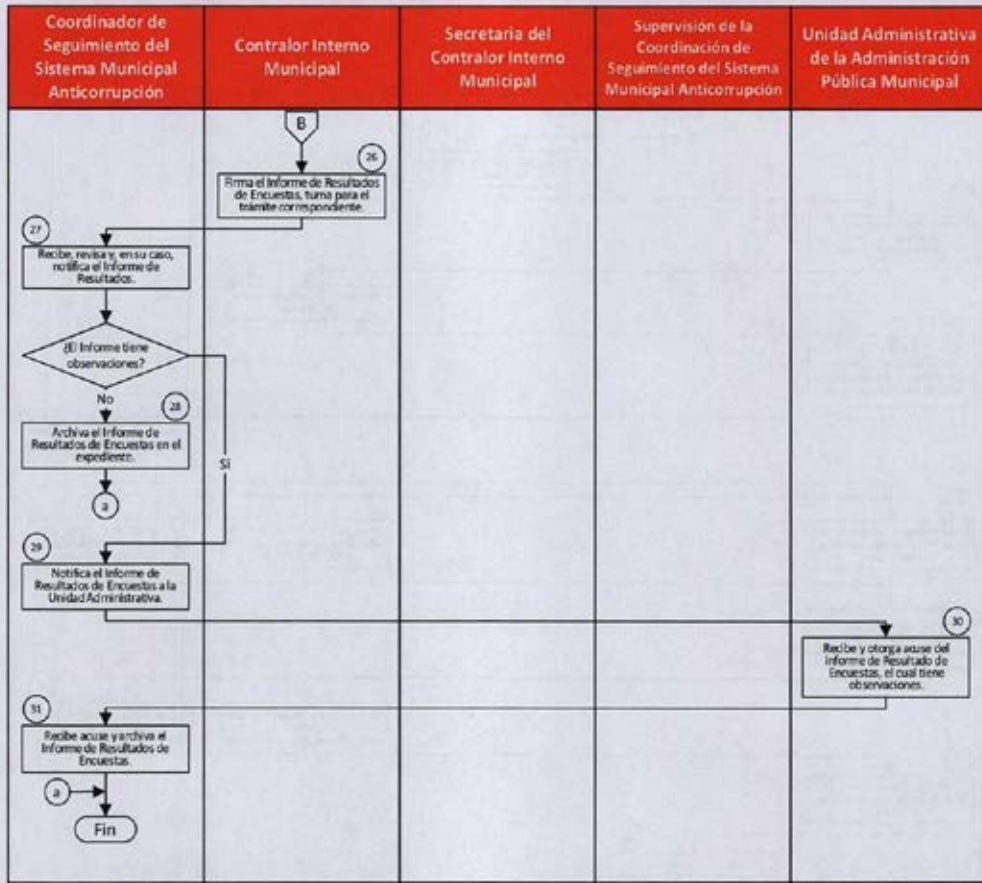 Coordinador de
Seguimiento del
Sistema Municipal
Anticorrupción
Contralor Interno
Municipal
Secretaria del
Contralor Interno
Municipal
Supervisión de la
Coordinación de
Seguimiento del Sistema
Municipal Anticorrupción
Unidad Administrativa
de la Administración
Pública Municipal
B
26
Firma el Informe de Resultados
de Encuestas, turna para el
trámite correspondiente.
27
Recibe, revisa y, en su caso,
notifica el Informe de
Resultados.
¿El Informe tiene
observaciones?
No
Si
28
Archiva el Informe de
Resultados de Encuestas en el
expediente.
a
29
Notifica el Informe de
Resultados de Encuestas a la
Unidad Administrativa.
30
Recibe y otorga acuse del
Informe de Resultado de
Encuestas, el cual tiene
observaciones.
31
Recibe acuse y archiva el
Informe de Resultados de
Encuestas.
a
Fin